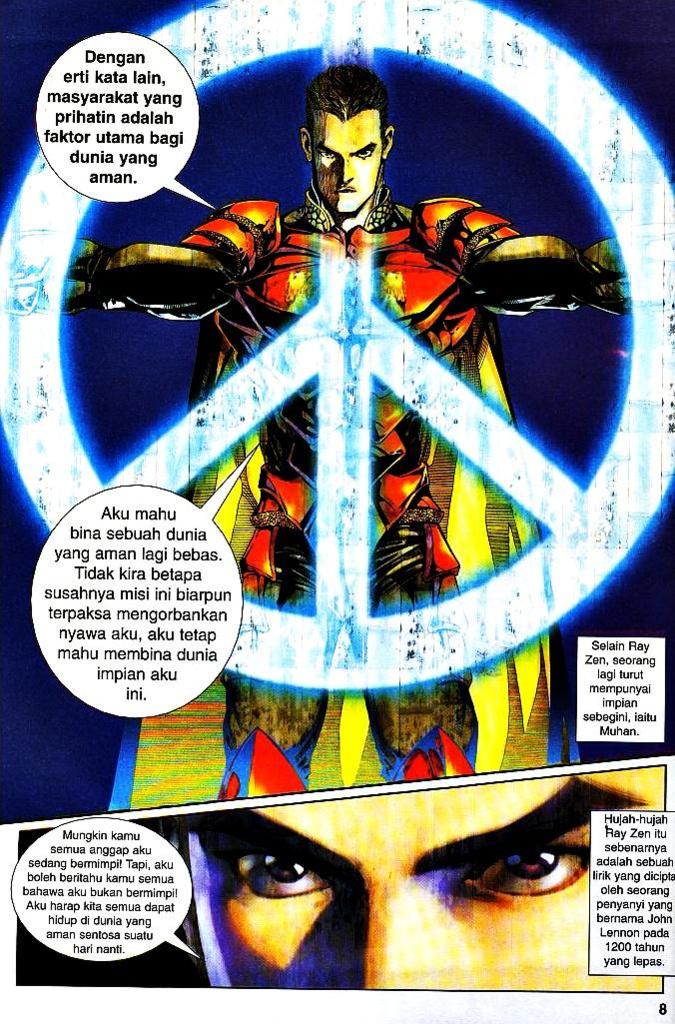 Dengan
erti kata lain,
masyarakat yang
prihatin adalah
faktor utama bagi
dunia yang
aman.
Aku mahu
bina sebuah dunia
yang aman lagi bebas.
Tidak kira betapa
susahnya misi ini biarpun
terpaksa mengorbankan
nyawa aku, aku tetap
mahu membina dunia
impian aku
ini.
Selain Ray
Zen, seorang
lagi turut
mempunyai
impian
sebegini, iaitu
Muhan.
Mungkin kamu
semua anggap aku
sedang bermimpi! Tapi, aku
boleh beritahu kamu semua
bahawa aku bukan bermimpi!
Aku harap kita semua dapat
hidup di dunia yang
aman sentosa suatu
hari nanti.
Hujah-hujah
Ray Zen itu
sebenarnya
adalah sebuah
lirik yang dicipta
oleh seorang
penyanyi yang
bernama John
Lennon pada
1200 tahun
yang lepas.
8